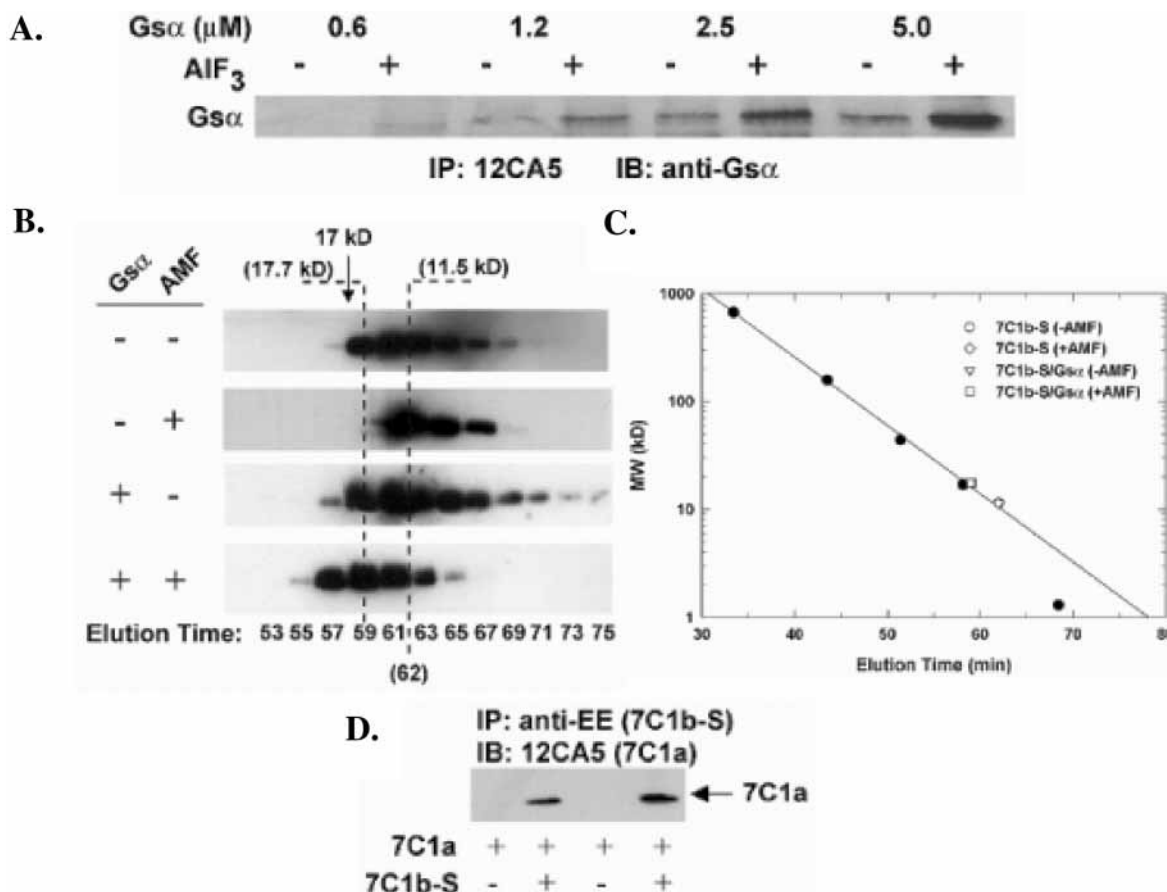 A.
Gsα (μM) 0.6 1.2 2.5 5.0
AlF3 - + - + - + - +
Gsα
IP: 12CA5 IB: anti-Gsα
B.
17 kD
(17.7 kD) (11.5 kD)
Gsα AMF
- -
- +
+ -
+ +
Elution Time: 53 55 57 59 61 63 65 67 69 71 73 75
(62)
C.
1000
100
10
1
MW (kD)
7C1b-S (-AMF)
7C1b-S (+AMF)
7C1b-S/Gsα (-AMF)
7C1b-S/Gsα (+AMF)
30 40 50 60 70 80
Elution Time (min)
D.
IP: anti-EE (7C1b-S)
IB: 12CA5 (7C1a)
7C1a
7C1a + + + +
7C1b-S - + - +